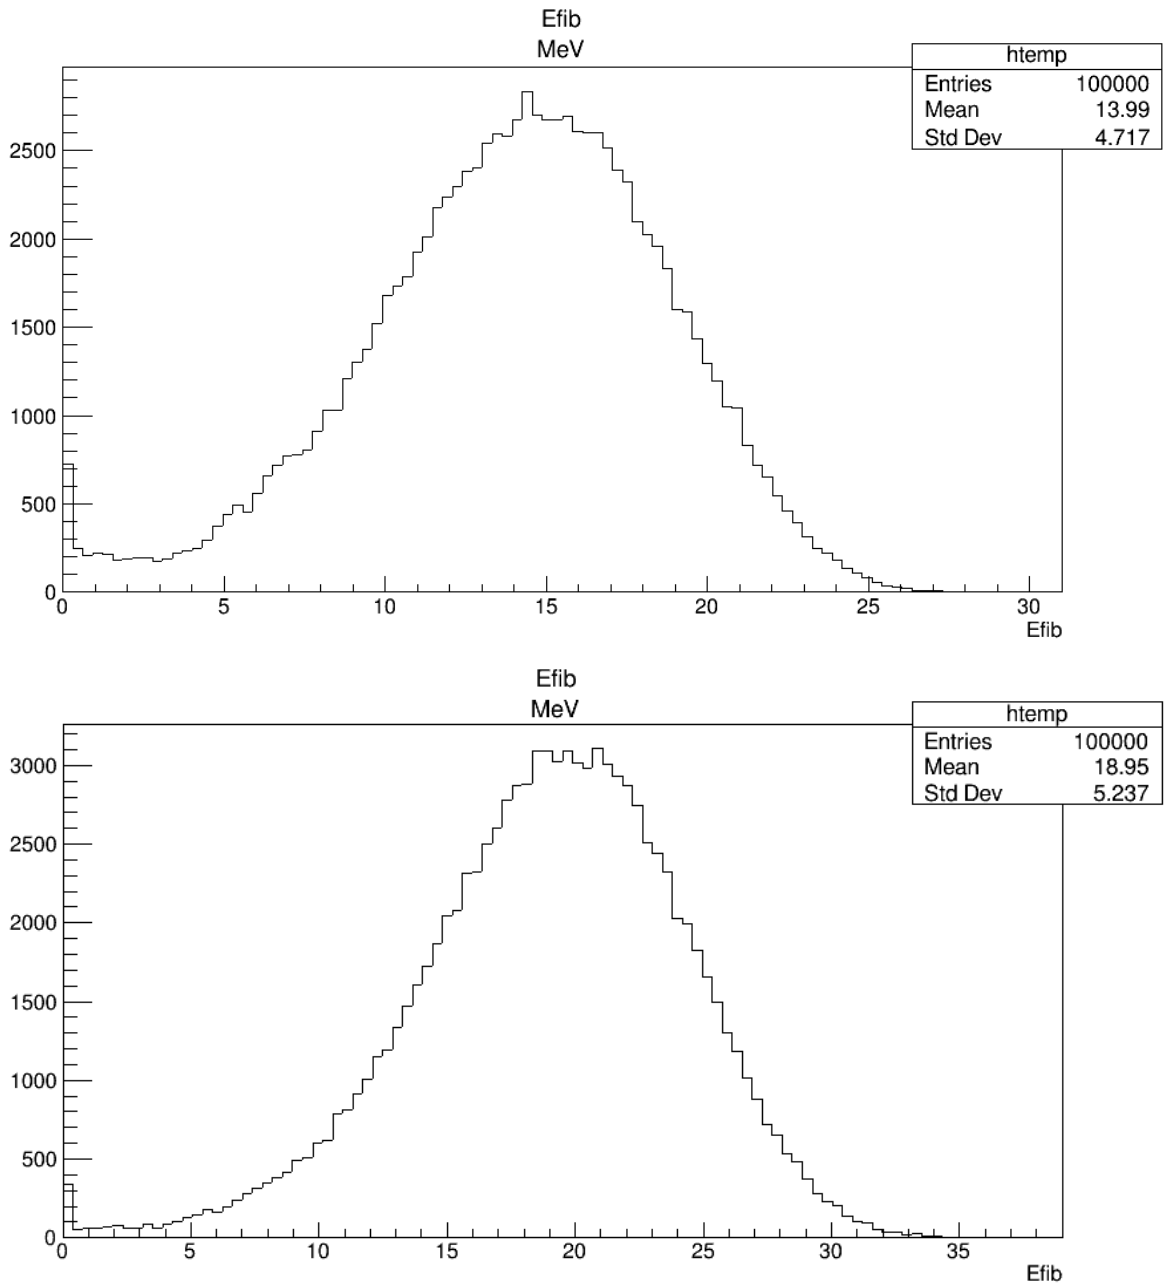 Efib
MeV
htemp
Entries 100000
Mean 13.99
Std Dev 4.717
2500
2000
1500
1000
500
0
0 5 10 15 20 25 30
Efib
Efib
MeV
htemp
Entries 100000
Mean 18.95
Std Dev 5.237
3000
2500
2000
1500
1000
500
0
0 5 10 15 20 25 30 35
Efib